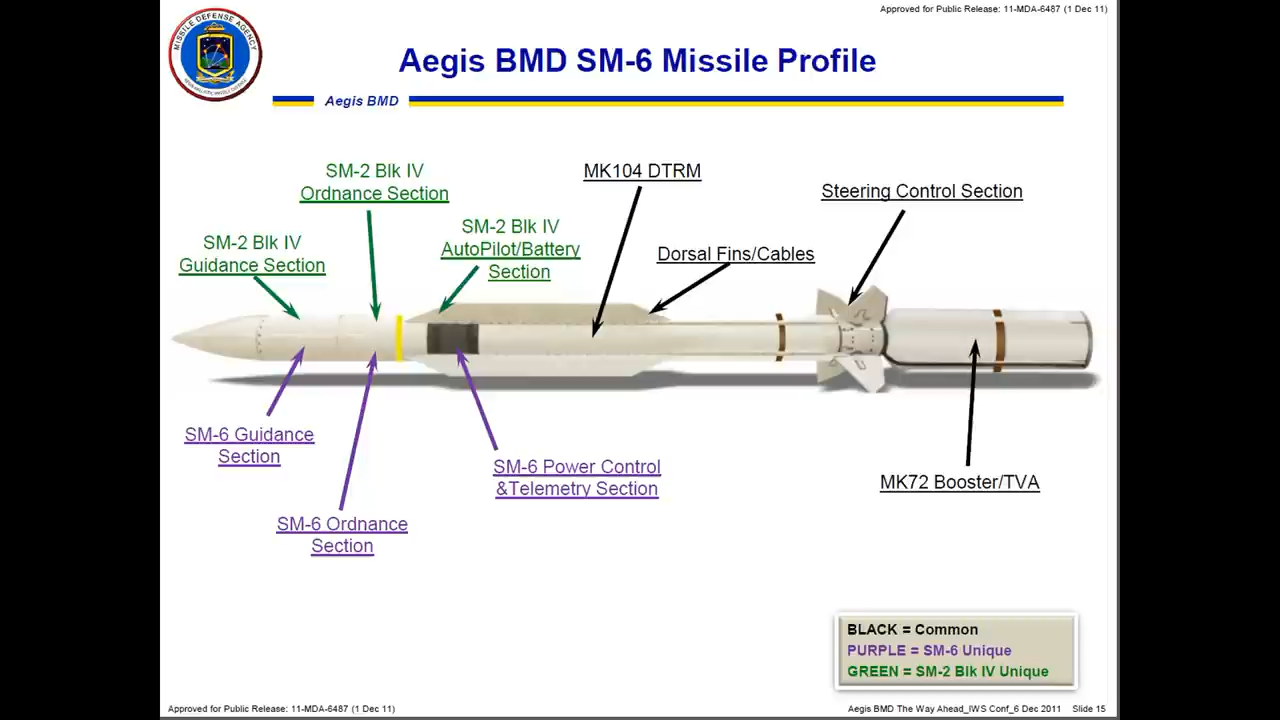 Approved for Public Release: 11-MDA-6487 (1 Dec 11)
MISSILE DEFENSE AGENCY
Aegis BMD SM-6 Missile Profile
Aegis BMD
SM-2 Blk IV
Ordnance Section
MK104 DTRM
Steering Control Section
SM-2 Blk IV
AutoPilot/Battery
Section
SM-2 Blk IV
Guidance Section
Dorsal Fins/Cables
SM-6 Guidance
Section
SM-6 Power Control
&Telemetry Section
MK72 Booster/TVA
SM-6 Ordnance
Section
BLACK = Common
PURPLE = SM-6 Unique
GREEN = SM-2 Blk IV Unique
Approved for Public Release: 11-MDA-6487 (1 Dec 11)
Aegis BMD The Way Ahead_IWS Conf_6 Dec 2011 Slide 15